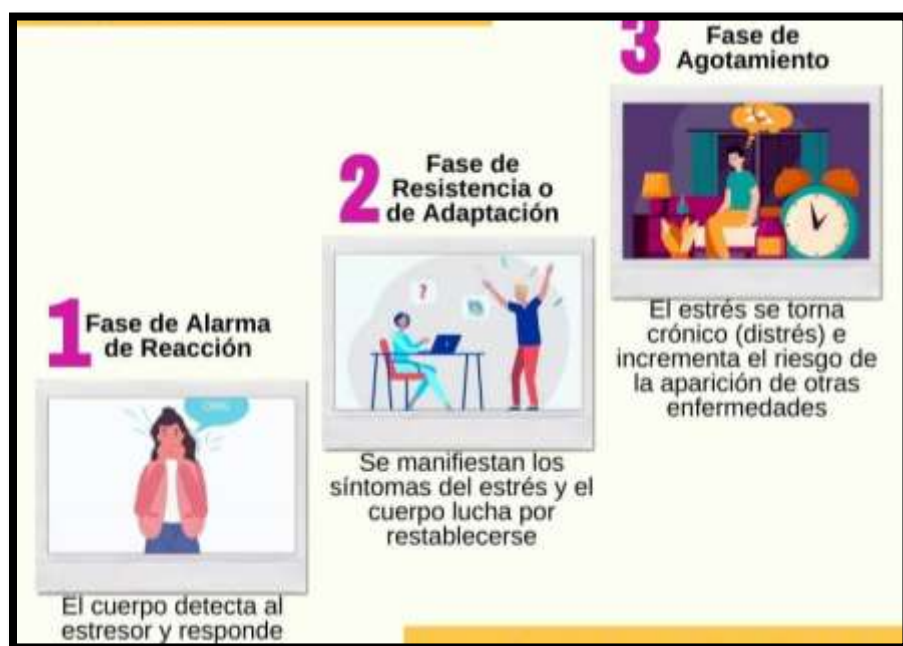 1
Fase de Alarma
de Reacción
El cuerpo detecta al
estresor y responde
2
Fase de
Resistencia o
de Adaptación
?
Se manifiestan los
síntomas del estrés y el
cuerpo lucha por
restablecerse
3
Fase de
Agotamiento
El estrés se torna
crónico (distrés) e
incrementa el riesgo de
la aparición de otras
enfermedades